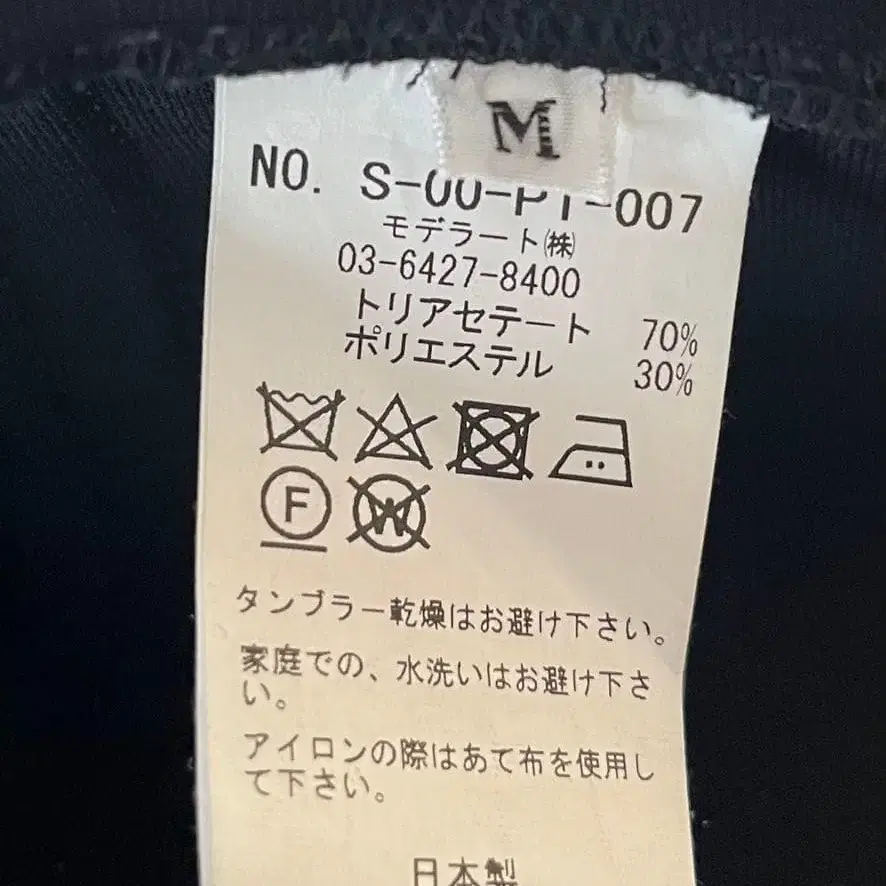 M
NO. S-00-PT-007
モデラート㈱
03-6427-8400
トリアセテート 70%
ポリエステル 30%
F W
タンブラー乾燥はお避け下さい。
家庭での、水洗いはお避け下さ
い。
アイロンの際はあて布を使用し
て下さい。
日本製